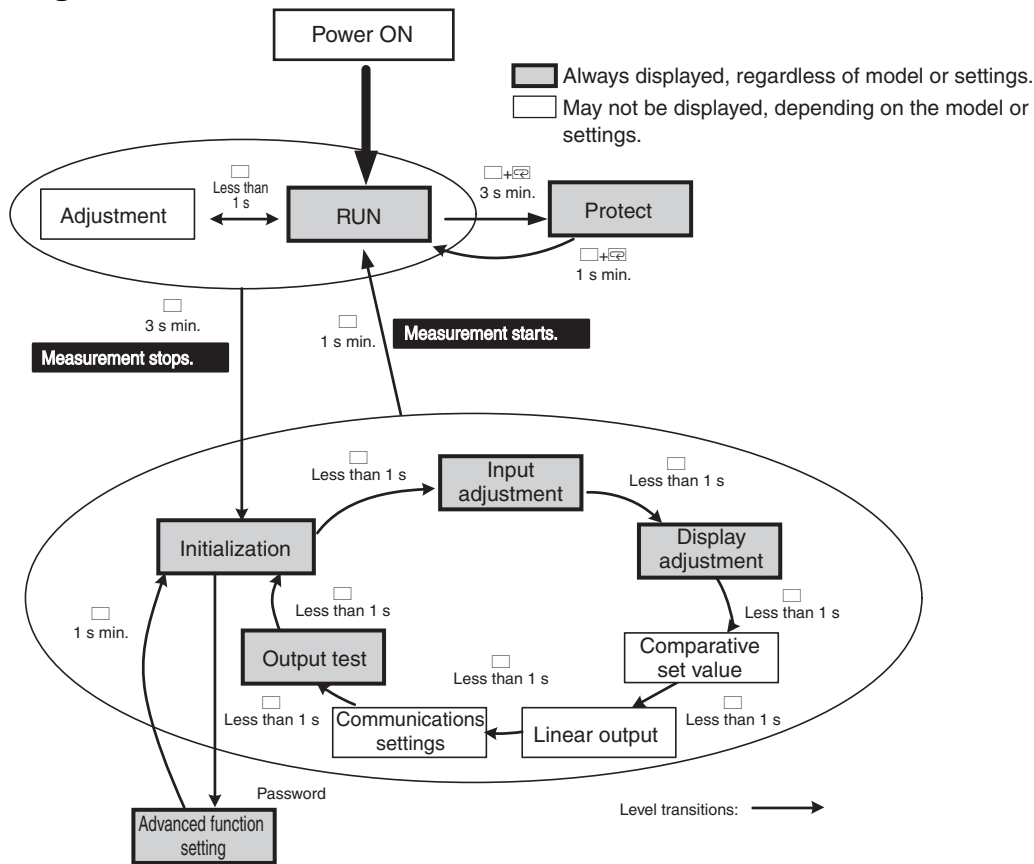 Power ON
Always displayed, regardless of model or settings.
May not be displayed, depending on the model or
settings.
Less than
1 s
Adjustment
RUN
+
3 s min.
Protect
+
1 s min.
3 s min.
Measurement stops.
1 s min.
Measurement starts.
Less than 1 s
Input
adjustment
Less than 1 s
Initialization
Display
adjustment
1 s min.
Less than 1 s
Less than 1 s
Output test
Comparative
set value
Less than 1 s
Less than 1 s
Less than 1 s
Communications
settings
Linear output
Password
Advanced function
setting
Level transitions: